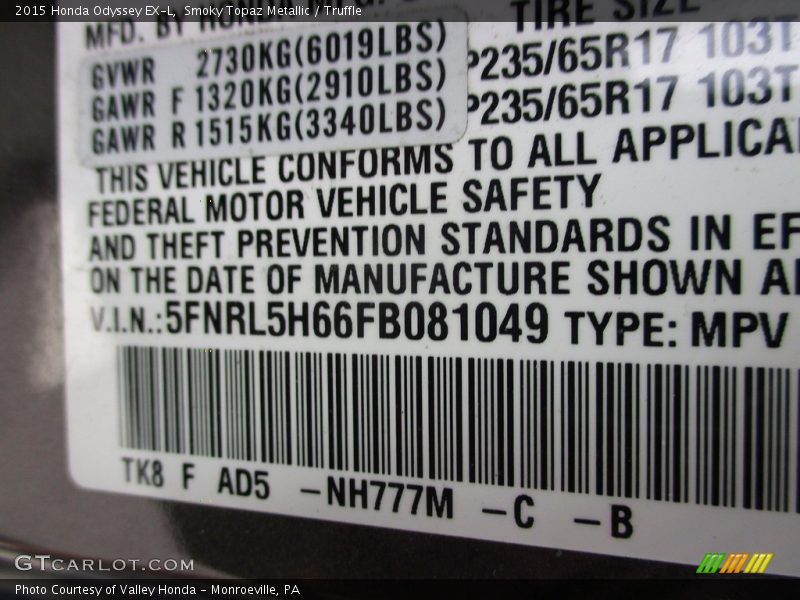 2015 Honda Odyssey EX-L, Smoky Topaz Metallic / Truffle
MFD. BY
TIRE SIZE
GVWR 2730KG(6019LBS)
GAWR F 1320KG(2910LBS) P235/65R17 103T
GAWR R 1515KG(3340LBS) P235/65R17 103T
THIS VEHICLE CONFORMS TO ALL APPLICA
FEDERAL MOTOR VEHICLE SAFETY
AND THEFT PREVENTION STANDARDS IN EF
ON THE DATE OF MANUFACTURE SHOWN A
V.I.N.:5FNRL5H66FB081049 TYPE: MPV
TK8 F AD5 –NH777M –C –B
GTCARLOT.COM
Photo Courtesy of Valley Honda – Monroeville, PA